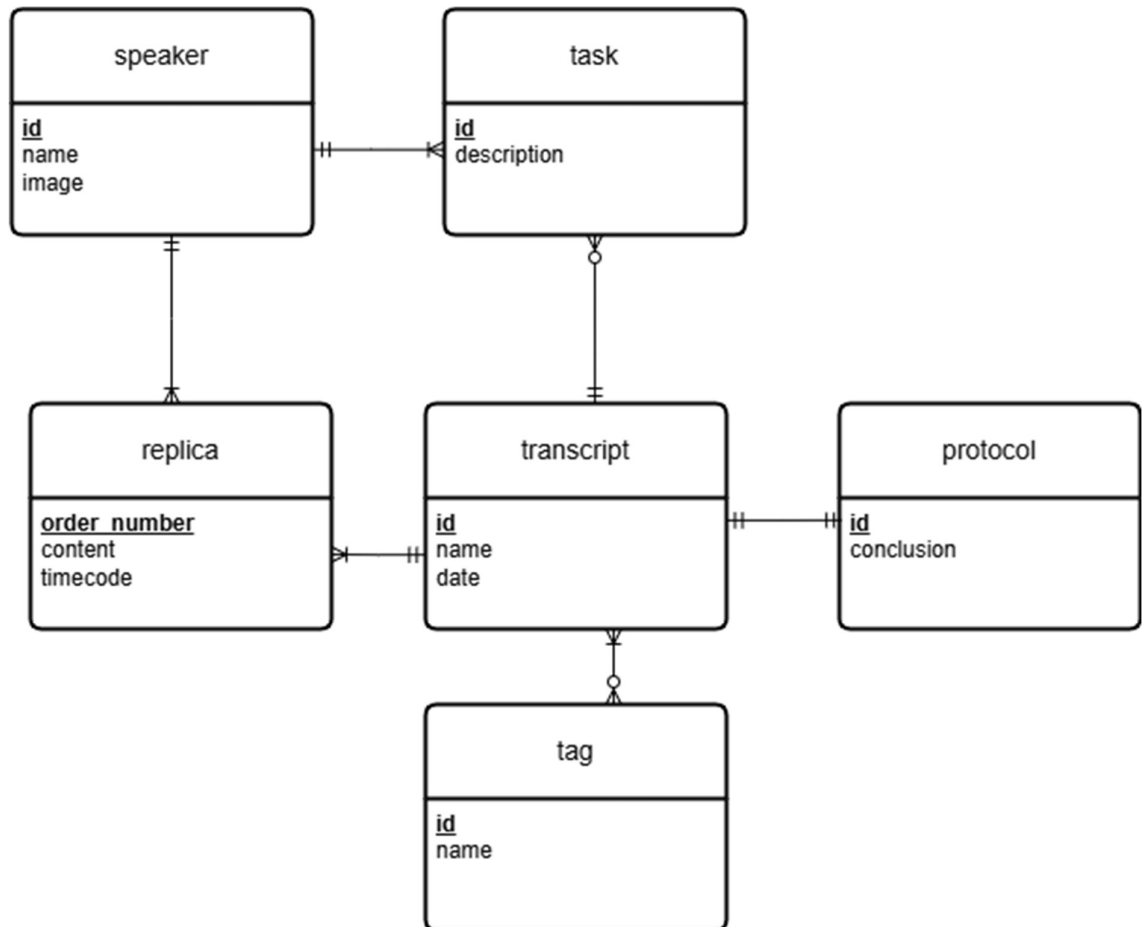 speaker
id
name
image
task
id
description
replica
order_number
content
timecode
transcript
id
name
date
protocol
id
conclusion
tag
id
name